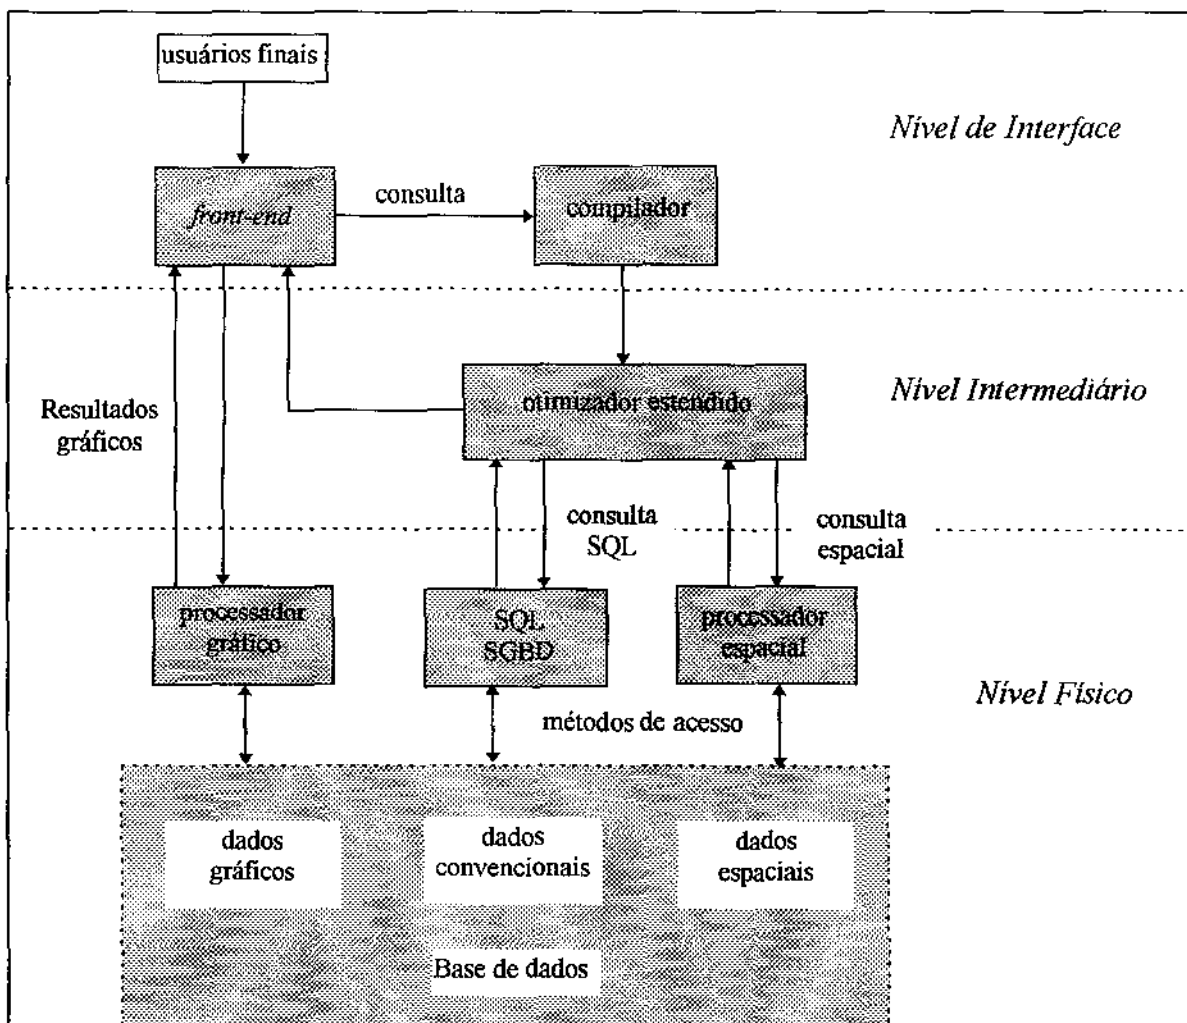 usuários finais
Nível de Interface
front-end
consulta
compilador
Nível Intermediário
otimizador estendido
Resultados
gráficos
consulta
SQL
consulta
espacial
processador
gráfico
SQL
SGBD
processador
espacial
Nível Físico
métodos de acesso
dados
gráficos
dados
convencionais
dados
espaciais
Base de dados